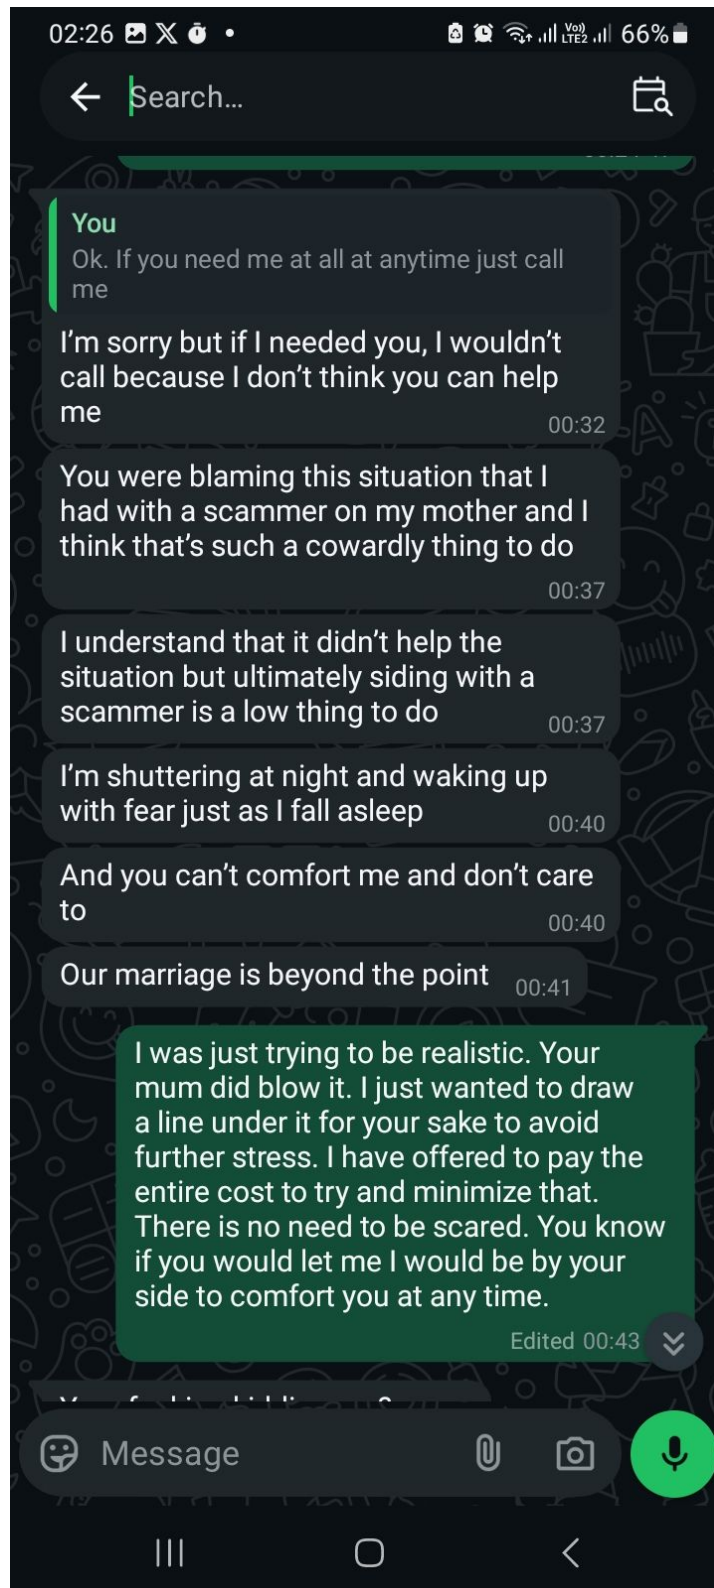 02:26
Vo))
LTE2
66%
Search...
You
Ok. If you need me at all at anytime just call
me
I'm sorry but if I needed you, I wouldn't
call because I don't think you can help
me
00:32
You were blaming this situation that I
had with a scammer on my mother and I
think that's such a cowardly thing to do
00:37
I understand that it didn't help the
situation but ultimately siding with a
scammer is a low thing to do
00:37
I'm shuttering at night and waking up
with fear just as I fall asleep
00:40
And you can't comfort me and don't care
to
00:40
Our marriage is beyond the point
00:41
I was just trying to be realistic. Your
mum did blow it. I just wanted to draw
a line under it for your sake to avoid
further stress. I have offered to pay the
entire cost to try and minimize that.
There is no need to be scared. You know
if you would let me I would be by your
side to comfort you at any time.
Edited 00:43
Message